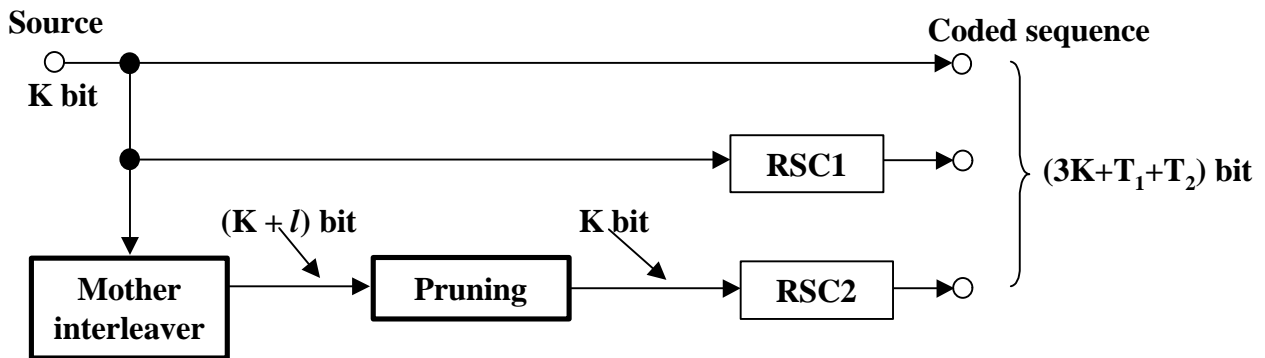 Source
Coded sequence
K bit
RSC1
(3K+T₁+T₂) bit
(K + l) bit
K bit
Mother
interleaver
Pruning
RSC2